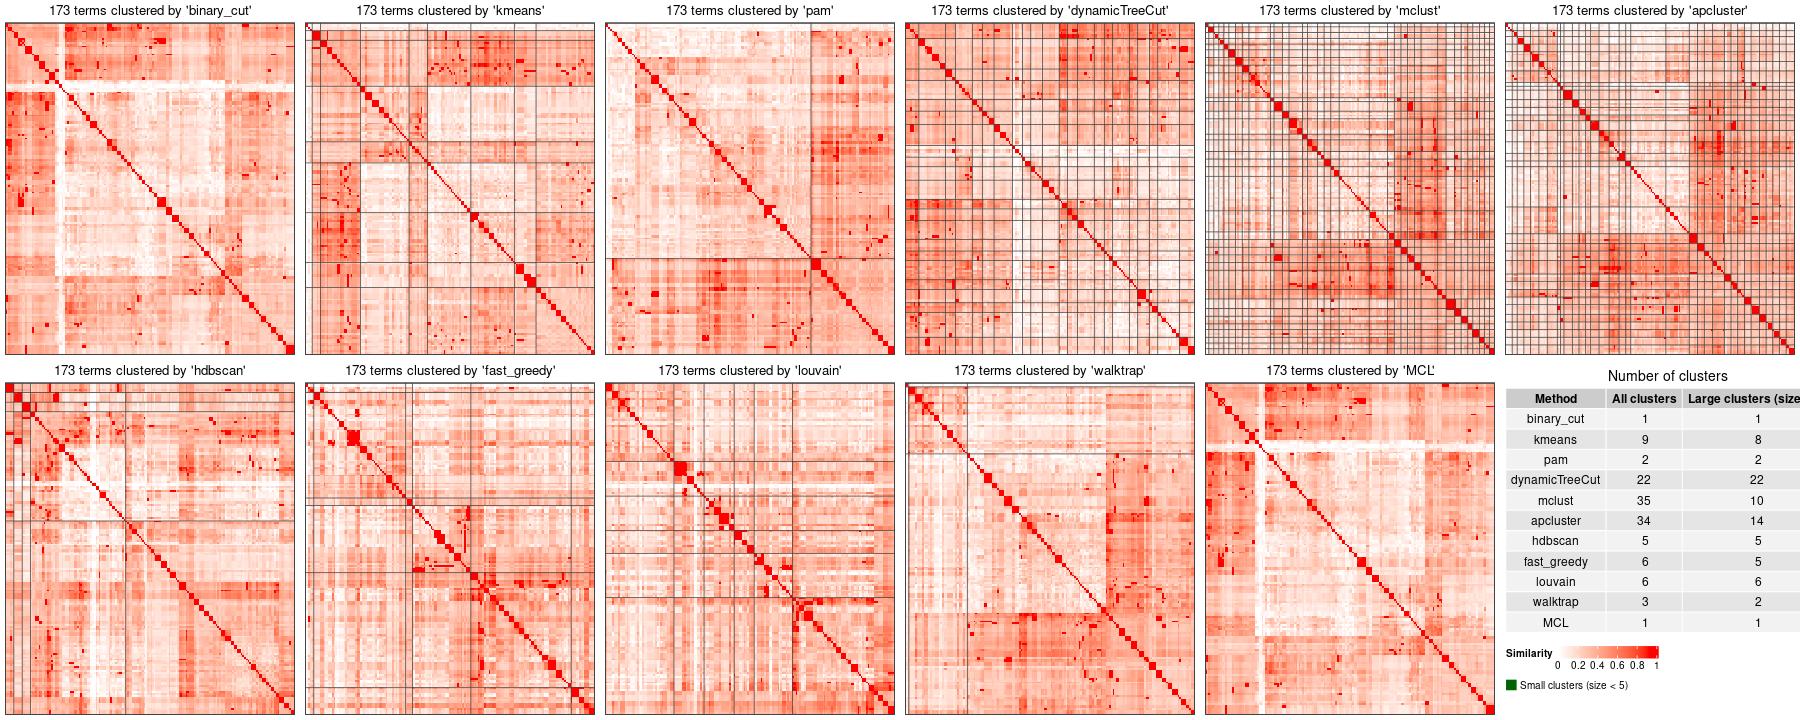 173 terms clustered by 'binary_cut'
173 terms clustered by 'kmeans'
173 terms clustered by 'pam'
173 terms clustered by 'dynamicTreeCut'
173 terms clustered by 'mclust'
173 terms clustered by 'apcluster'
173 terms clustered by 'hdbscan'
173 terms clustered by 'fast_greedy'
173 terms clustered by 'louvain'
173 terms clustered by 'walktrap'
173 terms clustered by 'MCL'
Number of clusters
Method All clusters Large clusters (size
binary_cut 1 1
kmeans 9 8
pam 2 2
dynamicTreeCut 22 22
mclust 35 10
apcluster 34 14
hdbscan 5 5
fast_greedy 6 5
louvain 6 6
walktrap 3 2
MCL 1 1
Similarity
0 0.2 0.4 0.6 0.8 1
Small clusters (size < 5)